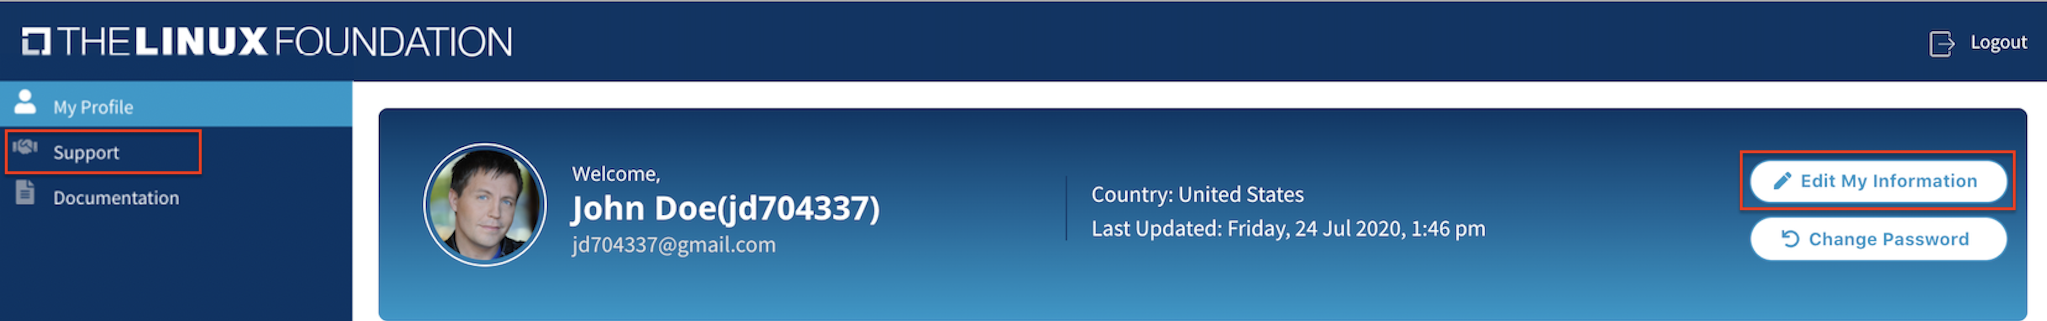 THE LINUX FOUNDATION
Logout
My Profile
Support
Documentation
Welcome,
John Doe(jd704337)
jd704337@gmail.com
Country: United States
Last Updated: Friday, 24 Jul 2020, 1:46 pm
Edit My Information
Change Password